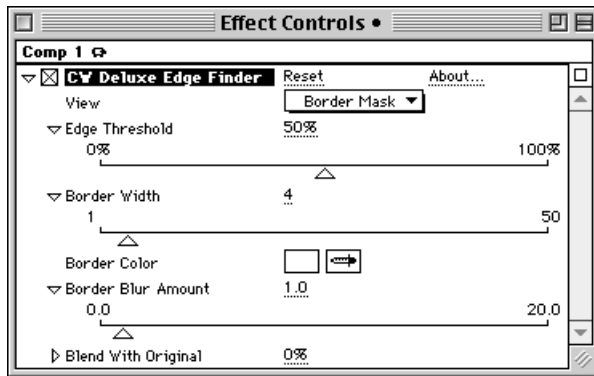 Effect Controls •
Comp 1
CW Deluxe Edge Finder Reset About...
View Border Mask
Edge Threshold 50%
0% 100%
Border Width 4
1 50
Border Color
Border Blur Amount 1.0
0.0 20.0
Blend With Original 0%